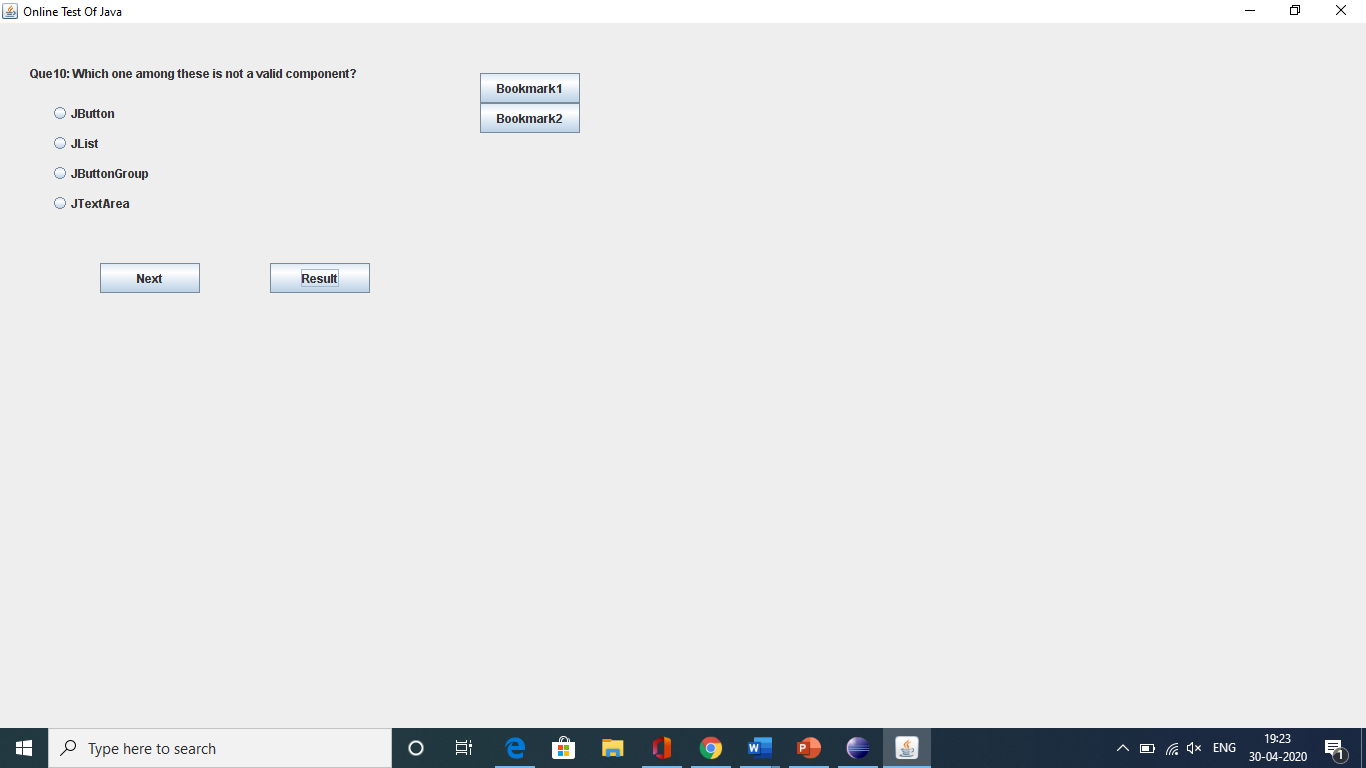 Online Test Of Java
Que10: Which one among these is not a valid component?
JButton
JList
JButtonGroup
JTextArea
Next
Result
Bookmark1
Bookmark2
Type here to search
W
P
ENG
19:23
30-04-2020
1